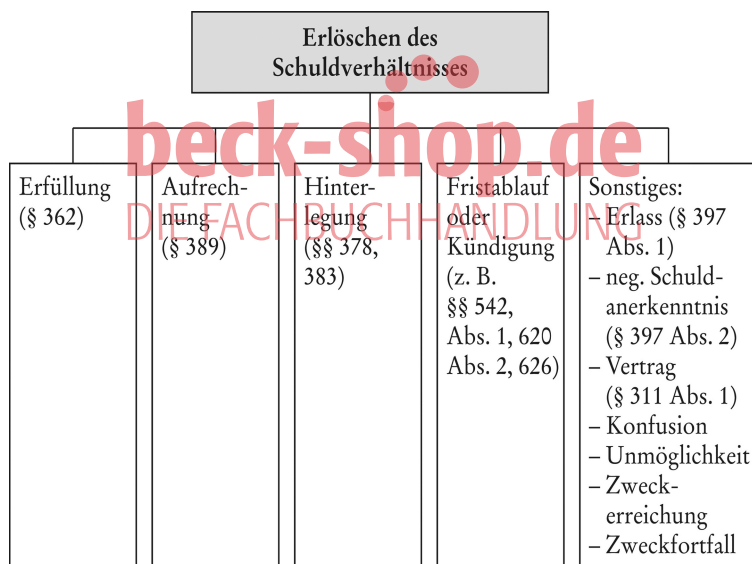 Erlöschen des
Schuldverhältnisses
beck-shop.de
DIE FACHBUCHHANDLUNG
Erfüllung
(§ 362)
Aufrech-
nung
(§ 389)
Hinter-
legung
(§§ 378,
383)
Fristablauf
oder
Kündigung
(z. B.
§§ 542,
Abs. 1, 620
Abs. 2, 626)
Sonstiges:
– Erlass (§ 397
Abs. 1)
– neg. Schuld-
anerkenntnis
(§ 397 Abs. 2)
– Vertrag
(§ 311 Abs. 1)
– Konfusion
– Unmöglichkeit
– Zweck-
erreichung
– Zweckfortfall